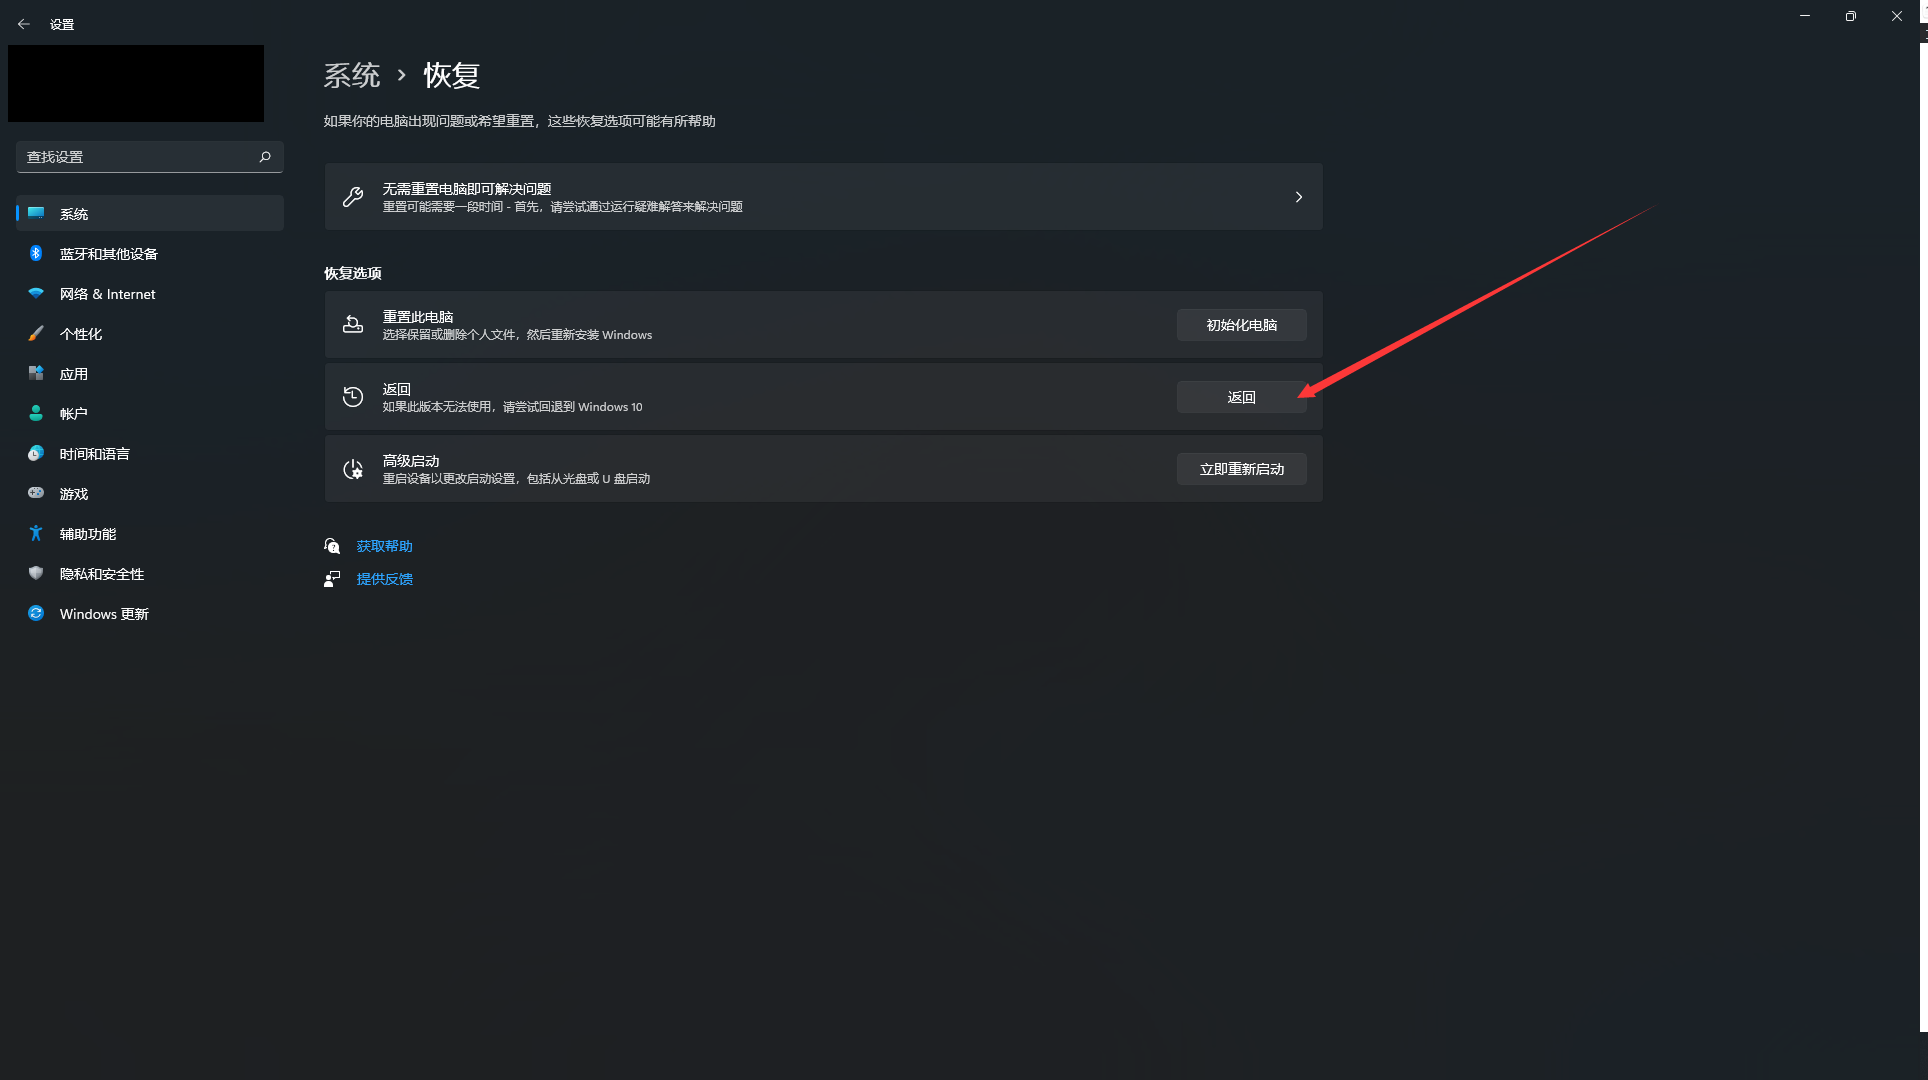 设置
系统 › 恢复
如果你的电脑出现问题或希望重置，这些恢复选项可能有所帮助
查找设置
系统
蓝牙和其他设备
网络 & Internet
个性化
应用
帐户
时间和语言
游戏
辅助功能
隐私和安全性
Windows 更新
无需重置电脑即可解决问题
重置可能需要一段时间 - 首先，请尝试通过运行疑难解答来解决问题
恢复选项
重置此电脑
选择保留或删除个人文件，然后重新安装 Windows
初始化电脑
返回
如果此版本无法使用，请尝试回退到 Windows 10
返回
高级启动
重启设备以更改启动设置，包括从光盘或 U 盘启动
立即重新启动
获取帮助
提供反馈